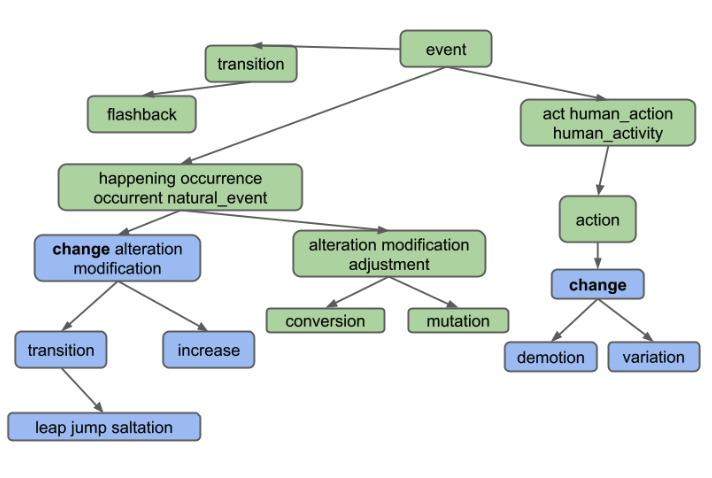 event
transition
flashback
act human_action
human_activity
happening occurrence
occurrent natural_event
action
change alteration
modification
alteration modification
adjustment
change
conversion
mutation
transition
increase
demotion
variation
leap jump saltation